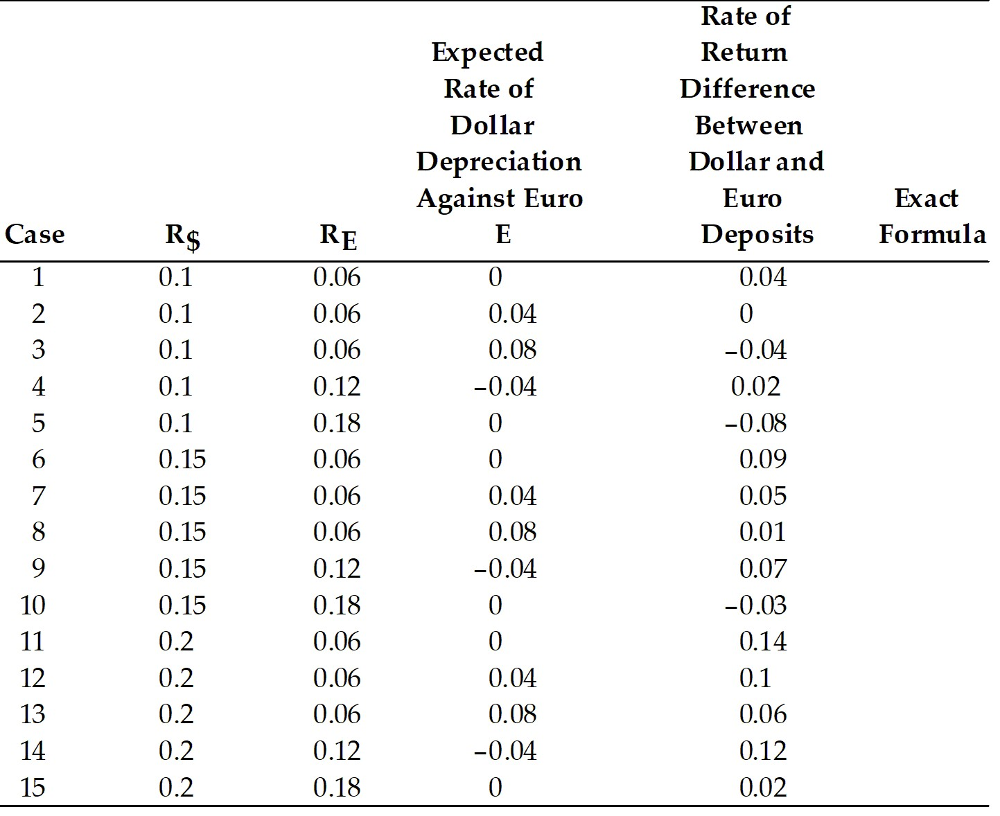 Rate of
Expected Return
Rate of Difference
Dollar Between
Depreciation Dollar and
Against Euro Euro Exact
Case R$ RE E Deposits Formula
1 0.1 0.06 0 0.04
2 0.1 0.06 0.04 0
3 0.1 0.06 0.08 –0.04
4 0.1 0.12 –0.04 0.02
5 0.1 0.18 0 –0.08
6 0.15 0.06 0 0.09
7 0.15 0.06 0.04 0.05
8 0.15 0.06 0.08 0.01
9 0.15 0.12 –0.04 0.07
10 0.15 0.18 0 –0.03
11 0.2 0.06 0 0.14
12 0.2 0.06 0.04 0.1
13 0.2 0.06 0.08 0.06
14 0.2 0.12 –0.04 0.12
15 0.2 0.18 0 0.02